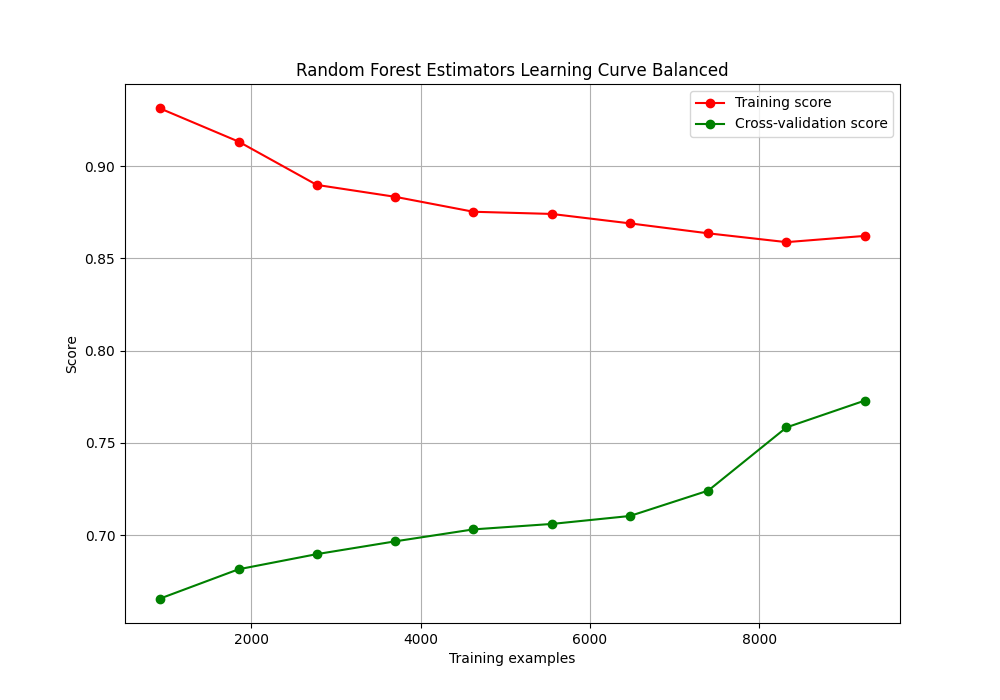 Random Forest Estimators Learning Curve Balanced
Training score
Cross-validation score
0.90
0.85
0.80
0.75
0.70
Score
2000
4000
6000
8000
Training examples